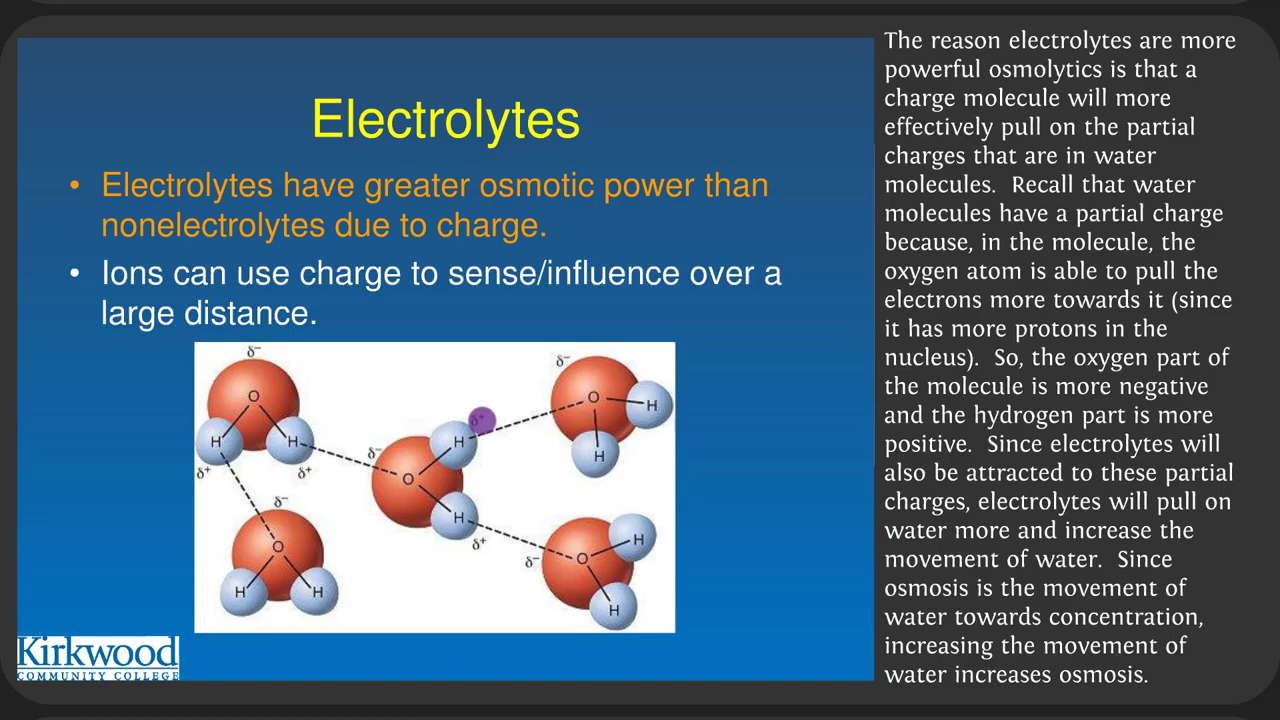 Electrolytes
• Electrolytes have greater osmotic power than
nonelectrolytes due to charge.
• Ions can use charge to sense/influence over a
large distance.
δ–
O
H
H
δ+
δ+
δ–
O
H
H
δ–
O
H
H
δ+
δ+
δ–
O
H
H
δ–
O
H
H
Kirkwood
COMMUNITY COLLEGE
The reason electrolytes are more
powerful osmolytics is that a
charge molecule will more
effectively pull on the partial
charges that are in water
molecules.  Recall that water
molecules have a partial charge
because, in the molecule, the
oxygen atom is able to pull the
electrons more towards it (since
it has more protons in the
nucleus).  So, the oxygen part of
the molecule is more negative
and the hydrogen part is more
positive.  Since electrolytes will
also be attracted to these partial
charges, electrolytes will pull on
water more and increase the
movement of water.  Since
osmosis is the movement of
water towards concentration,
increasing the movement of
water increases osmosis.